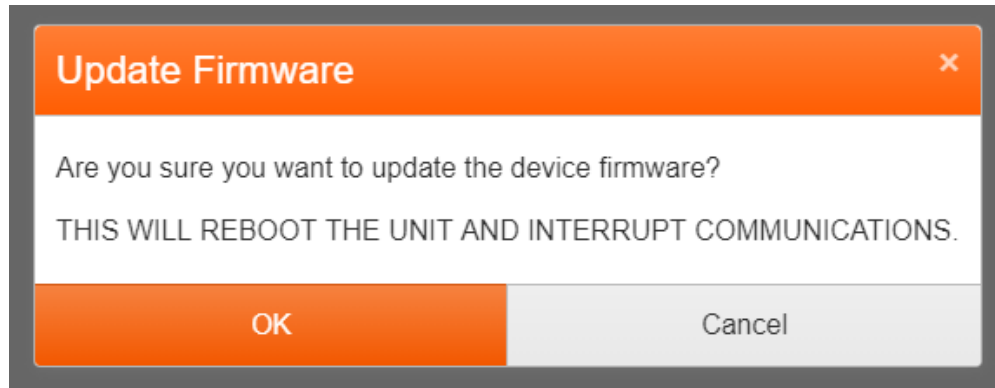 Update Firmware ×
Are you sure you want to update the device firmware?
THIS WILL REBOOT THE UNIT AND INTERRUPT COMMUNICATIONS.
OK Cancel